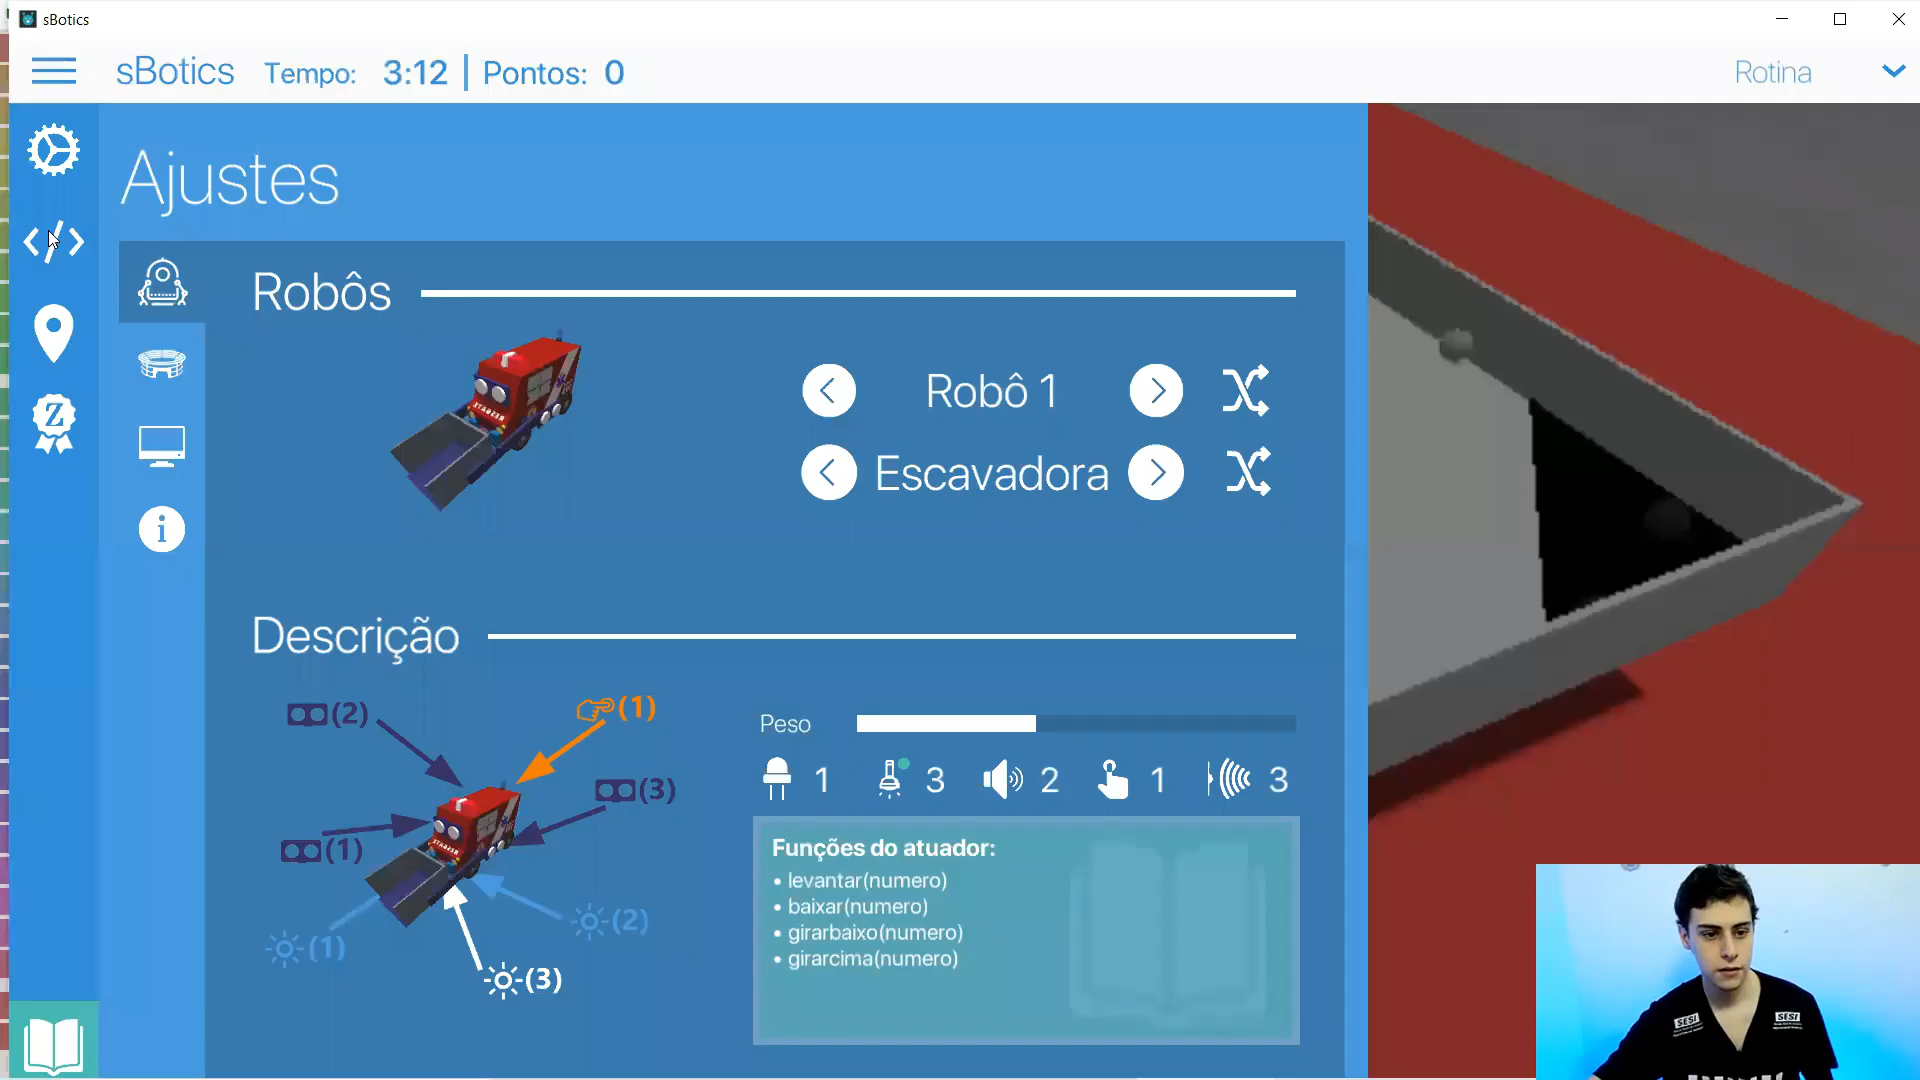 sBotics
sBotics Tempo: 3:12 | Pontos: 0 Rotina
Ajustes
Robôs
Robô 1
Escavadora
Descrição
(2)
(1)
(3)
(1)
(1)
(2)
(3)
Peso
1 3 2 1 3
Funções do atuador:
• levantar(numero)
• baixar(numero)
• girarbaixo(numero)
• girarcima(numero)
Z
i
SESI
SESI